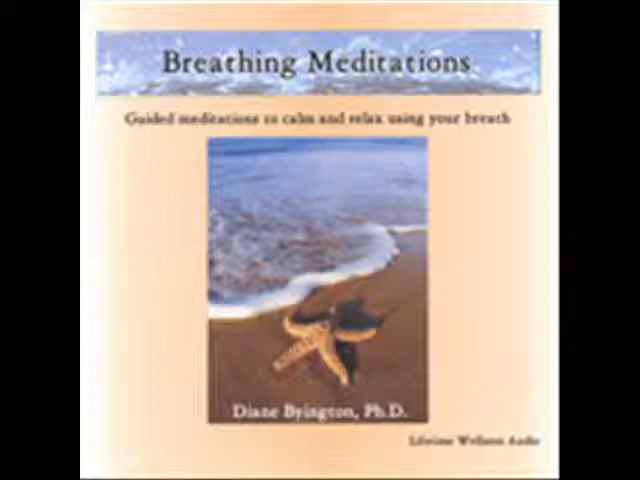 Breathing Meditations
Guided meditations to calm and relax using your breath
Diane Byington, Ph.D.
Lifetime Wellness Audio